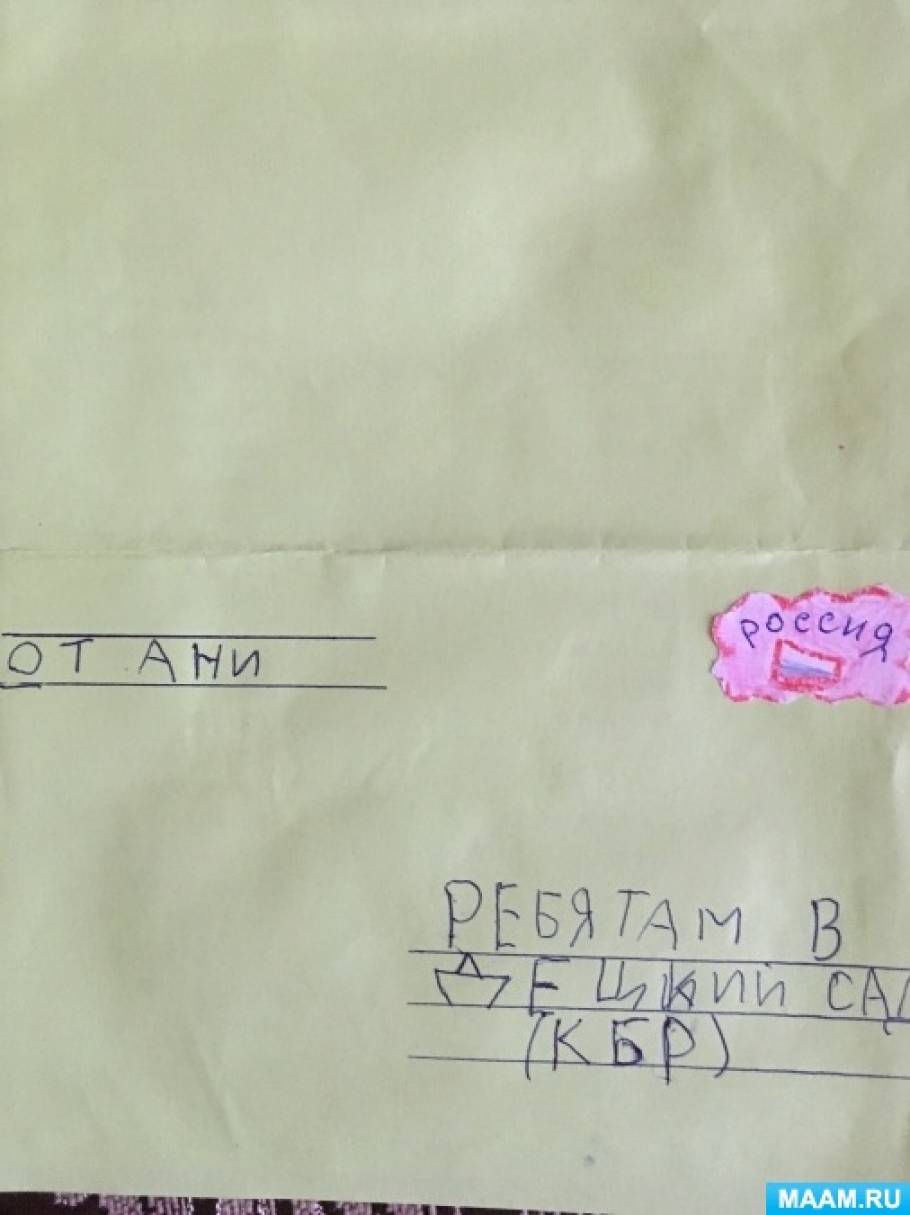 ОТ АНИ
РОССИЯ
РЕБЯТАМ В
ДЕЦКИЙ САД
(КБР)
MAAM.RU